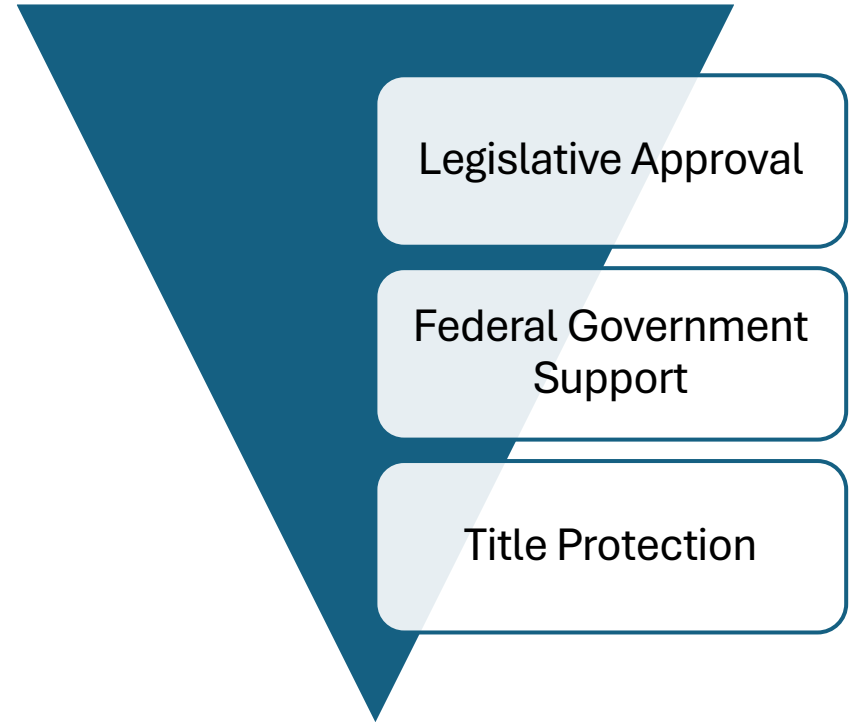 Legislative Approval
Federal Government
Support
Title Protection